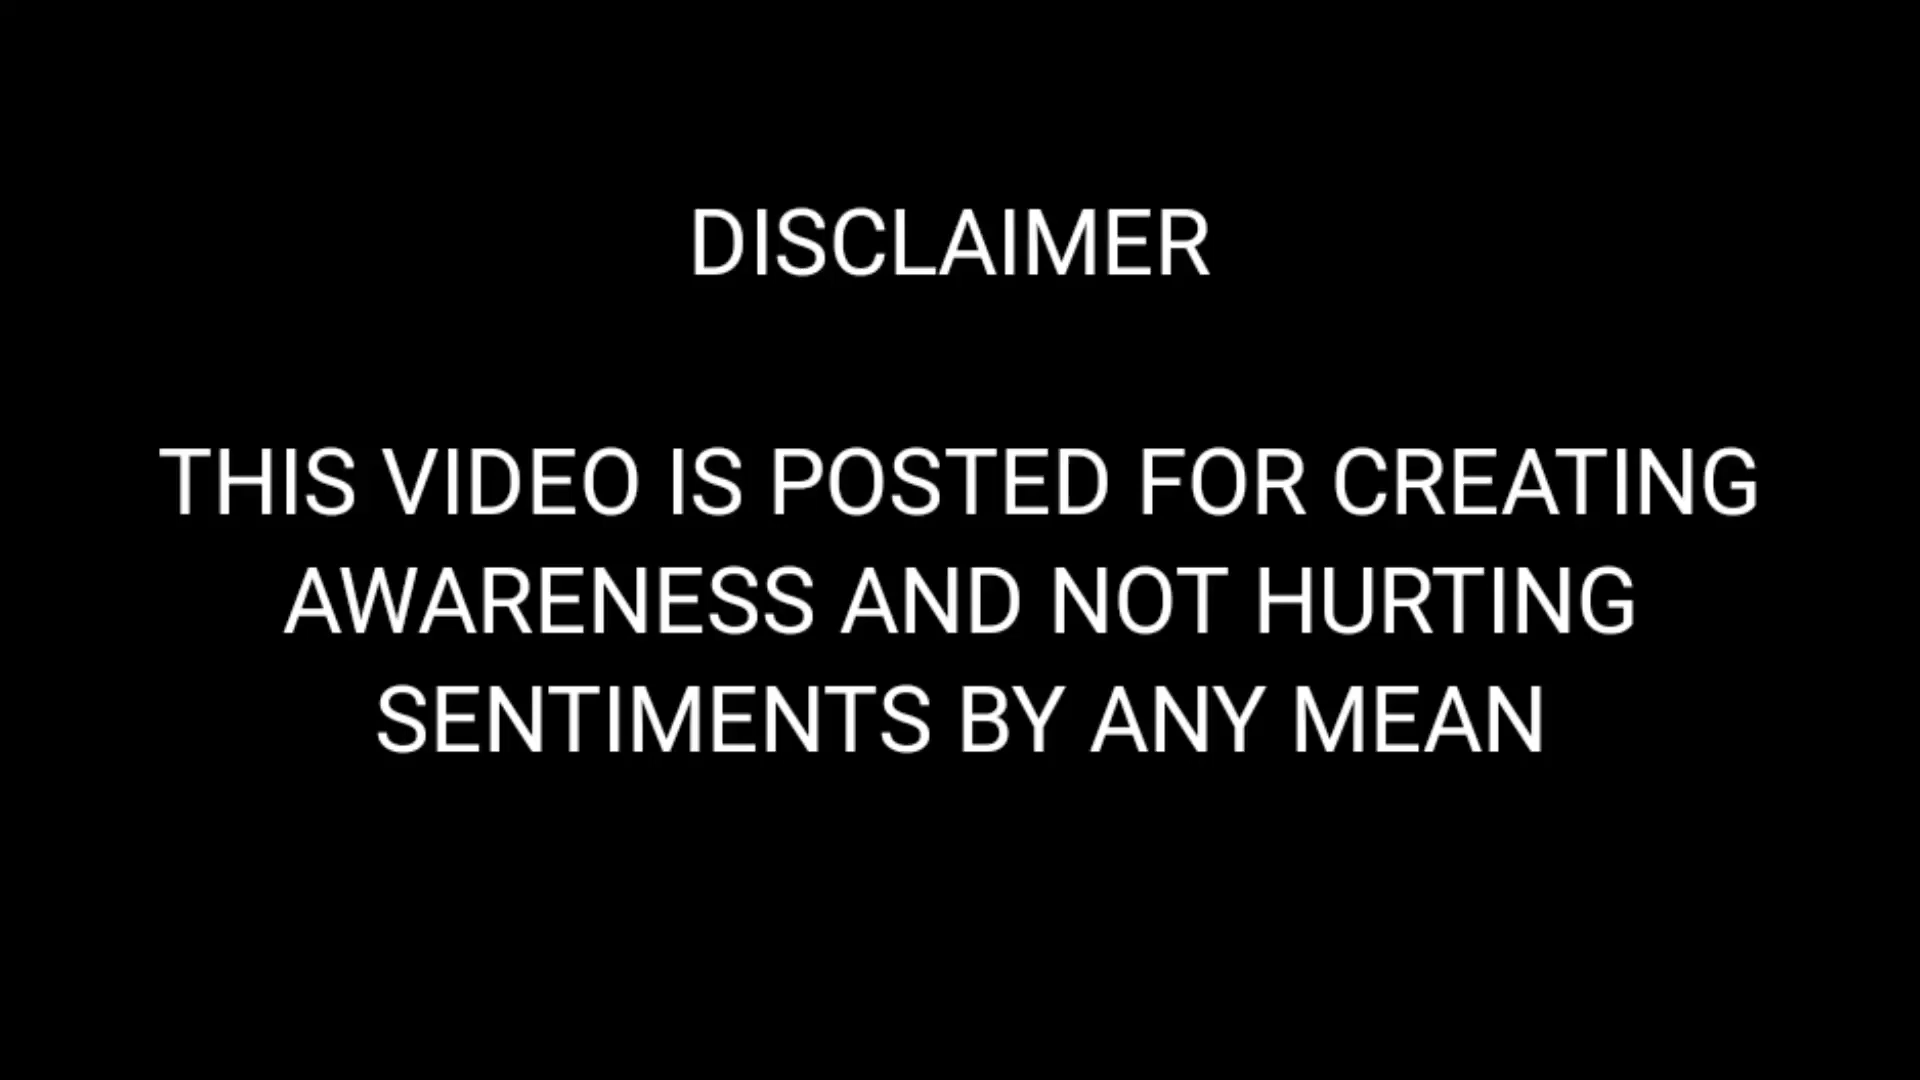 DISCLAIMER
THIS VIDEO IS POSTED FOR CREATING
AWARENESS AND NOT HURTING
SENTIMENTS BY ANY MEAN